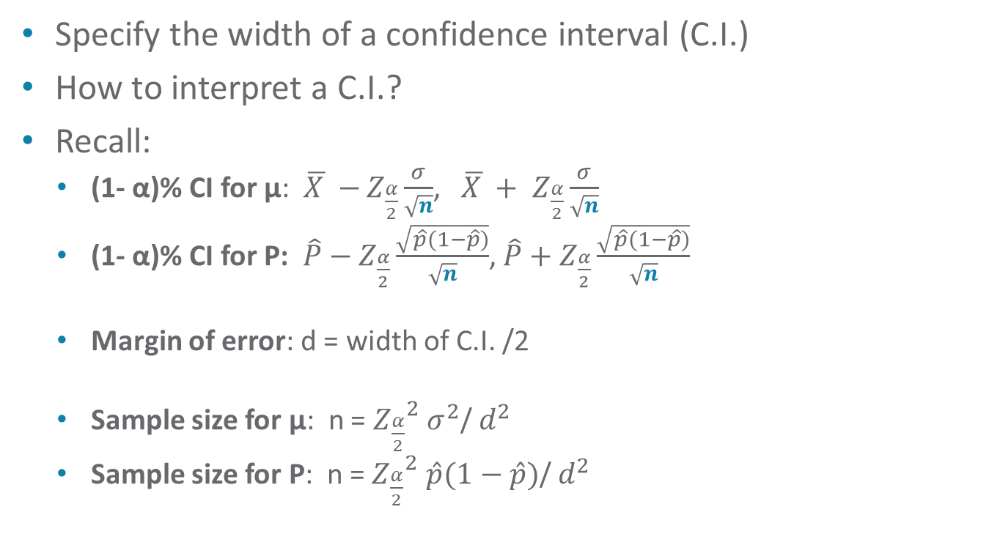 • Specify the width of a confidence interval (C.I.)
• How to interpret a C.I.?
• Recall:
• (1- α)% CI for μ: $\overline{X} - Z_{\frac{\alpha}{2}} \frac{\sigma}{\sqrt{n}}, \overline{X} + Z_{\frac{\alpha}{2}} \frac{\sigma}{\sqrt{n}}$
• (1- α)% CI for P: $\hat{P} - Z_{\frac{\alpha}{2}} \frac{\sqrt{\hat{p}(1-\hat{p})}}{\sqrt{n}}, \hat{P} + Z_{\frac{\alpha}{2}} \frac{\sqrt{\hat{p}(1-\hat{p})}}{\sqrt{n}}$
• Margin of error: d = width of C.I. /2
• Sample size for μ: n = $Z_{\frac{\alpha}{2}}^2 \sigma^2 / d^2$
• Sample size for P: n = $Z_{\frac{\alpha}{2}}^2 \hat{p}(1-\hat{p}) / d^2$